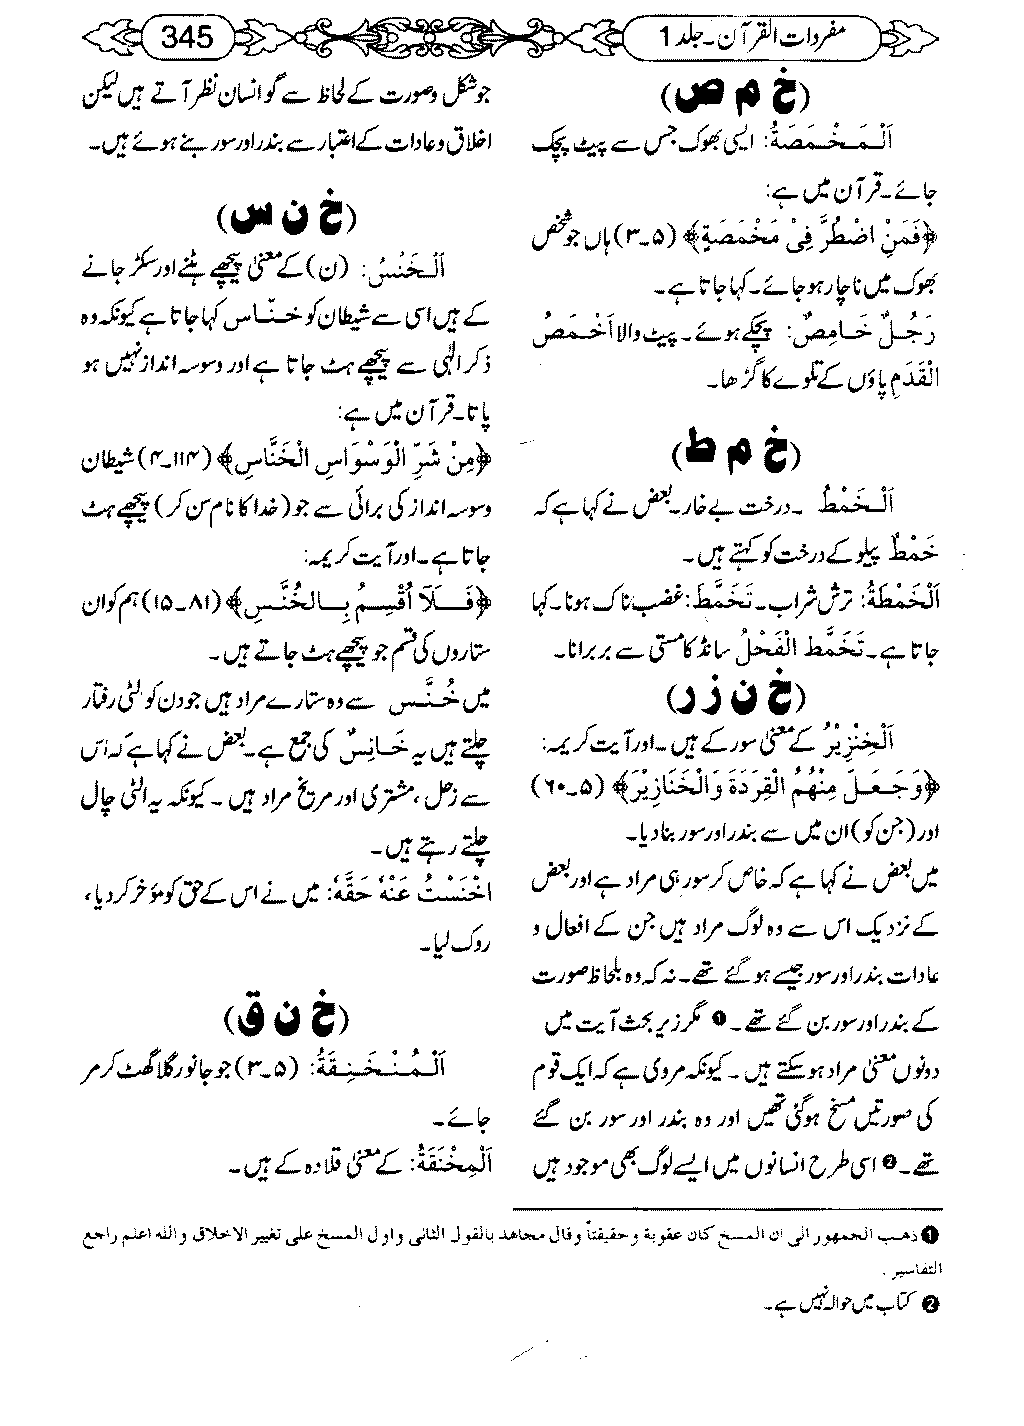 مفردات القرآن۔جلد 1
345
(خ م ص)
اَلْمَخْمَصَةُ: ایسی بھوک جس سے پیٹ پچک
جائے۔قرآن میں ہے:
﴿فَمَنِ اضْطُرَّ فِیْ مَخْمَصَةٍ﴾ (۵۔۳) ہاں جو شخص
بھوک میں ناچار ہو جائے۔کہا جاتا ہے۔
رَجُلٌ خَامِصٌ: پچکے ہوئے۔پیٹ والا اَخْمَصُ
الْقَدَمِ پاؤں کے تلوے کا گڑھا۔
(خ م ط)
اَلْخَمْطُ ۔درخت بے خار۔بعض نے کہا ہے کہ
خَمْطٌ پیلو کے درخت کو کہتے ہیں۔
اَلْخَمْطَةُ: ترش شراب۔تَخَمَّطَ: غضب ناک ہونا۔کہا
جاتا ہے۔تَخَمَّطَ الْفَحْلُ سانڈ کا مستی سے بربرانا۔
(خ ن ز ر)
اَلْخِنْزِیْرُ کے معنی سور کے ہیں۔اور آیت کریمہ:
﴿وَجَعَلَ مِنْهُمُ الْقِرَدَةَ وَالْخَنَازِیْرَ﴾ (۵۔۶۰)
اور (جن کو) ان میں سے بندر اور سور بنا دیا۔
میں بعض نے کہا ہے کہ خاص کر سور ہی مراد ہے اور بعض
کے نزدیک اس سے وہ لوگ مراد ہیں جن کے افعال و
عادات بندر اور سور جیسے ہو گئے تھے۔نہ کہ وہ بلحاظ صورت
کے بندر اور سور بن گئے تھے۔❶ مگر زیر بحث آیت میں
دونوں معنی مراد ہو سکتے ہیں۔کیونکہ مروی ہے کہ ایک قوم
کی صورتیں مسخ ہوگئی تھیں اور وہ بندر اور سور بن گئے
تھے۔❷ اسی طرح انسانوں میں ایسے لوگ بھی موجود ہیں
جو شکل و صورت کے لحاظ سے گو انسان نظر آتے ہیں لیکن
اخلاق و عادات کے اعتبار سے بندر اور سور بنے ہوئے ہیں۔
(خ ن س)
اَلْخَنْسُ: (ن) کے معنی پیچھے ہٹنے اور سکڑ جانے
کے ہیں اسی سے شیطان کو خنّاس کہا جاتا ہے کیونکہ وہ
ذکر الٰہی سے پیچھے ہٹ جاتا ہے اور وسوسہ انداز نہیں ہو
پاتا۔قرآن میں ہے:
﴿مِنْ شَرِّ الْوَسْوَاسِ الْخَنَّاسِ﴾ (۱۱۴۔۴) شیطان
وسوسہ انداز کی برائی سے جو (خدا کا نام سن کر) پیچھے ہٹ
جاتا ہے۔اور آیت کریمہ:
﴿فَلَآ اُقْسِمُ بِالْخُنَّسِ﴾ (۸۱۔۱۵) ہم کو ان
ستاروں کی قسم جو پیچھے ہٹ جاتے ہیں۔
میں خُنَّس سے وہ ستارے مراد ہیں جو دن کو الٹی رفتار
چلتے ہیں یہ خَانِسٌ کی جمع ہے۔بعض نے کہا ہے کہ اس
سے زحل، مشتری اور مریخ مراد ہیں۔کیونکہ یہ الٹی چال
چلتے رہتے ہیں۔
اَخْنَسْتُ عَنْهُ حَقَّهٗ: میں نے اس کے حق کو مؤخر کر دیا،
روک لیا۔
(خ ن ق)
اَلْمُنْخَنِقَةُ: (۵۔۳) جو جانور گلا گھٹ کر مر
جائے۔
اَلْمِخْنَقَةُ: کے معنی قلادہ کے ہیں۔
❶ ذهب الجمهور الی ان المسخ کان عقوبة وحقیقتاً وقال مجاهد بالقول الثانی واول المسخ علی تغییر الاخلاق والله اعلم راجع
التفاسیر .
❷ کتاب میں حوالہ نہیں ہے۔